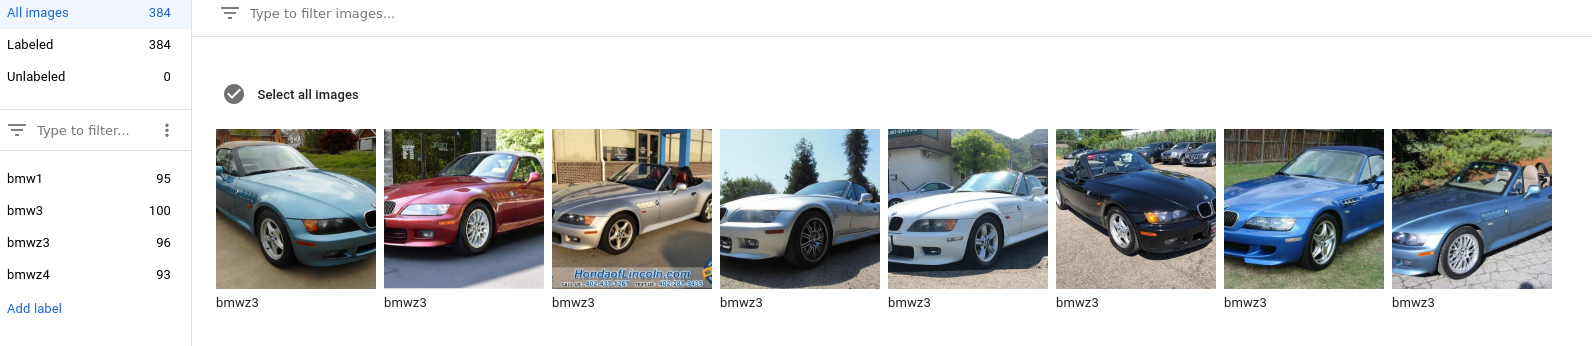 All images 384
Type to filter images...
Labeled 384
Unlabeled 0
Select all images
Type to filter...
bmw1 95
bmw3 100
bmwz3 96
bmwz4 93
Add label
HondaofLincoln.com
bmwz3 bmwz3 bmwz3 bmwz3 bmwz3 bmwz3 bmwz3 bmwz3